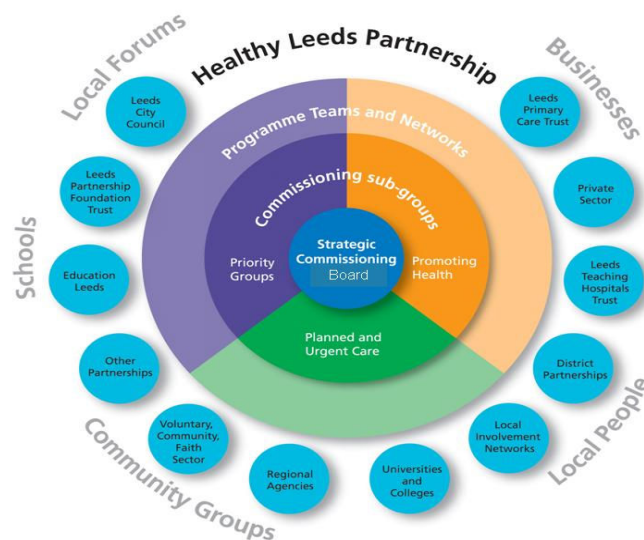 Healthy Leeds Partnership
Local Forums
Businesses
Schools
Local People
Community Groups
Programme Teams and Networks
Commissioning sub-groups
Strategic
Commissioning
Board
Priority
Groups
Promoting
Health
Planned and
Urgent Care
Leeds
City
Council
Leeds
Partnership
Foundation
Trust
Education
Leeds
Other
Partnerships
Voluntary,
Community,
Faith
Sector
Regional
Agencies
Universities
and
Colleges
Local
Involvement
Networks
District
Partnerships
Leeds
Teaching
Hospitals
Trust
Private
Sector
Leeds
Primary
Care Trust